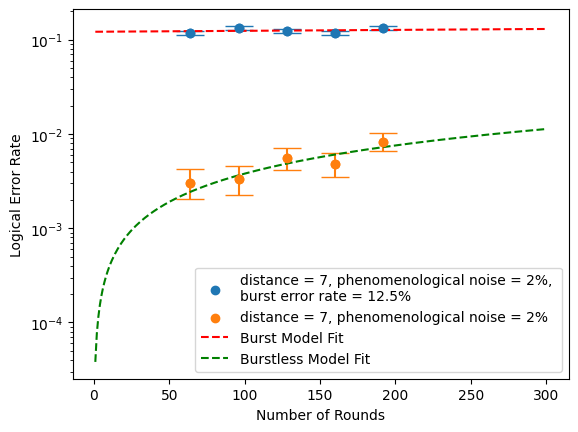 Logical Error Rate
10⁻¹
10⁻²
10⁻³
10⁻⁴
distance = 7, phenomenological noise = 2%,
burst error rate = 12.5%
distance = 7, phenomenological noise = 2%
Burst Model Fit
Burstless Model Fit
0 50 100 150 200 250 300
Number of Rounds